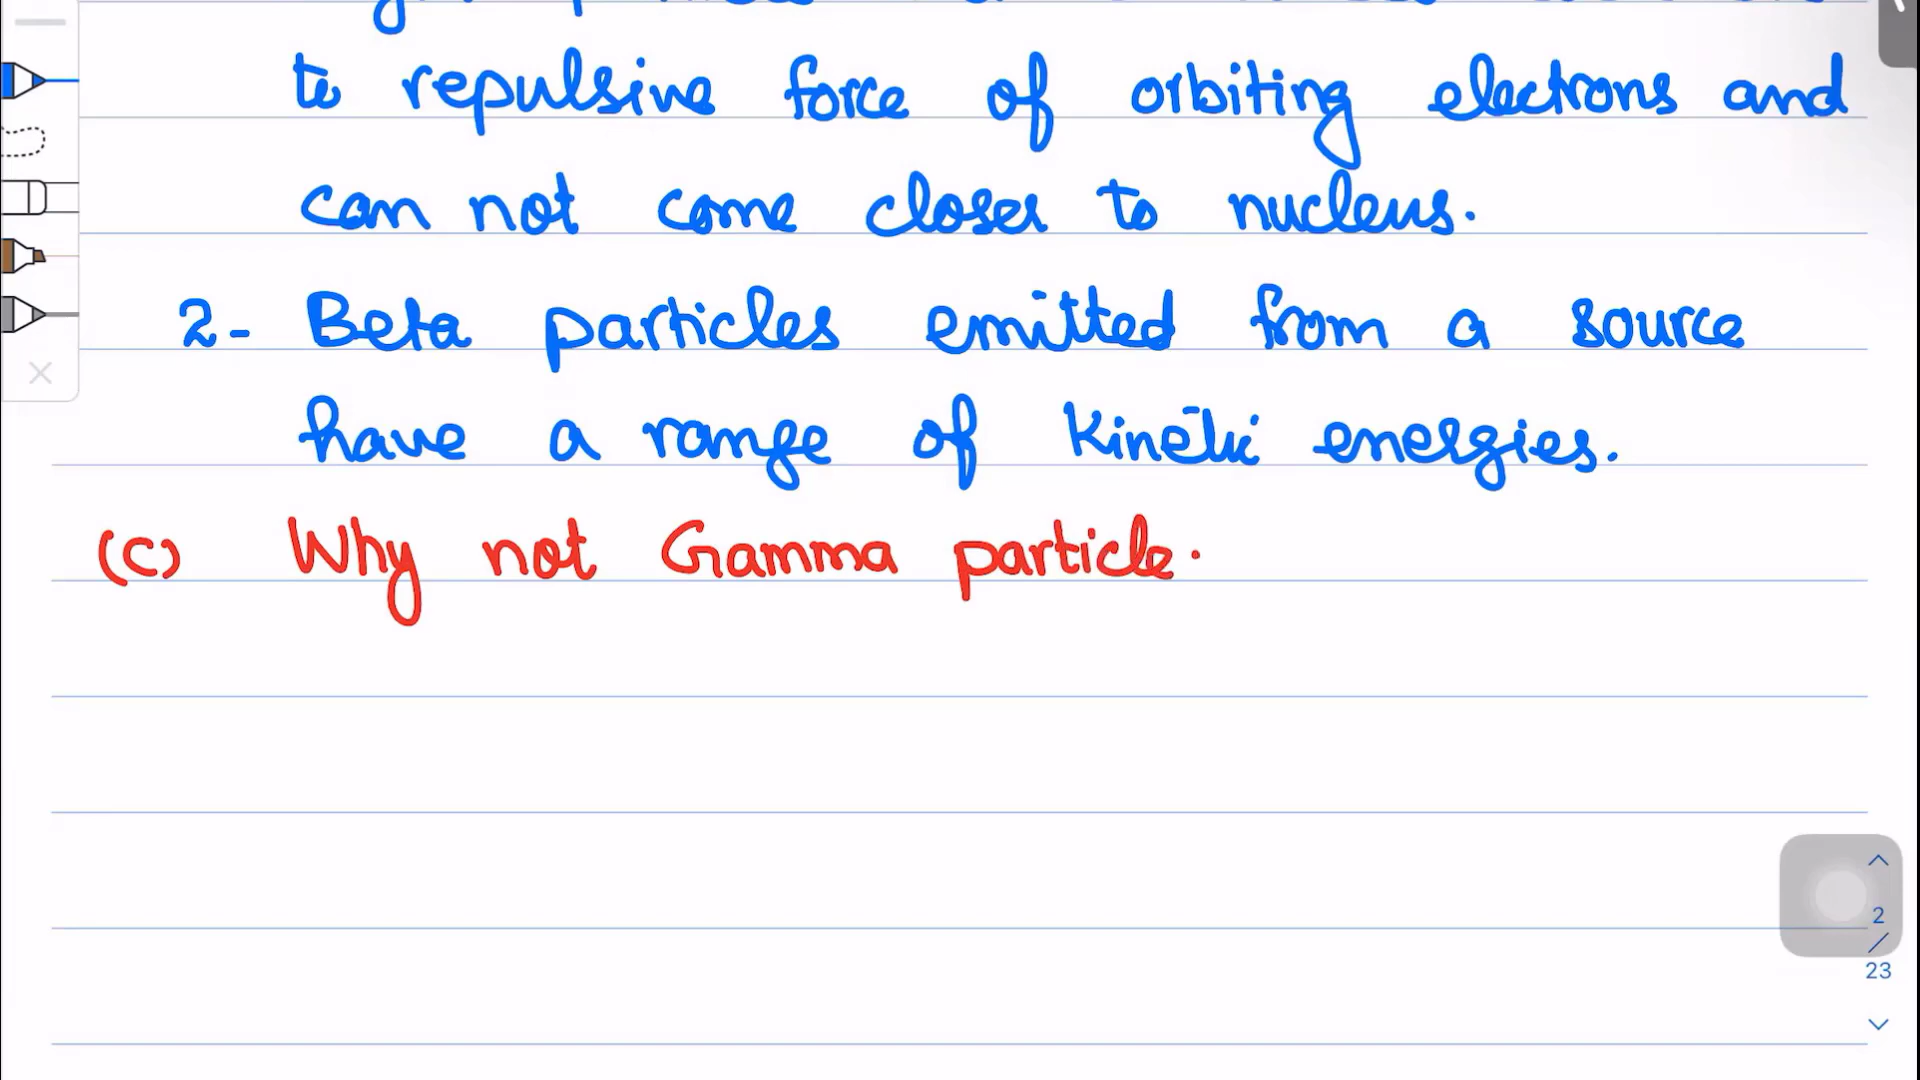 to repulsive force of orbiting electrons and
can not come closer to nucleus.
2- Beta particles emitted from a source
have a range of Kinetic energies.
(C) Why not Gamma particle.
2
/
23